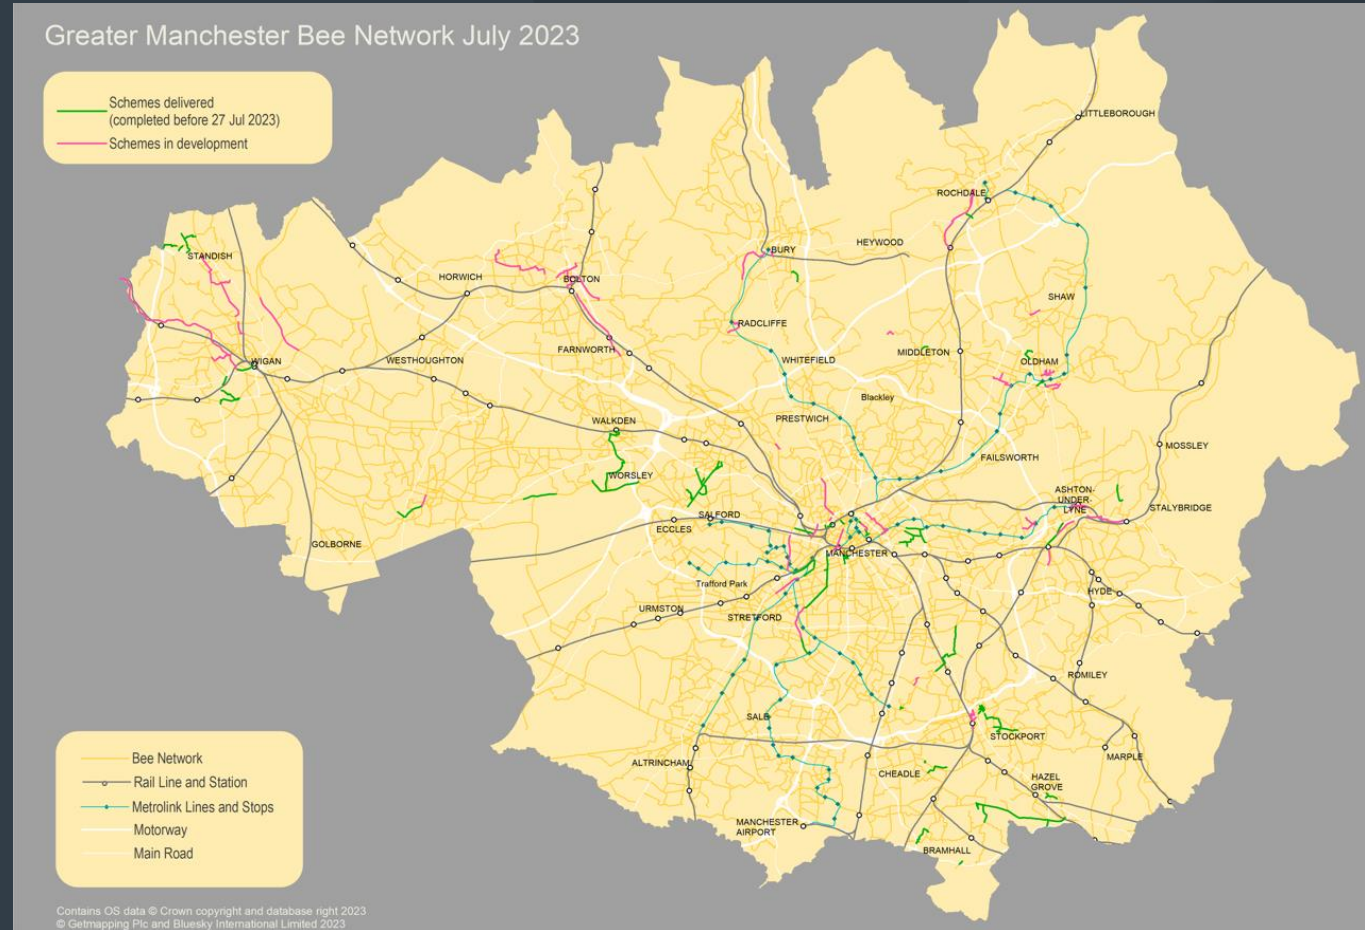 Greater Manchester Bee Network July 2023
Schemes delivered
(completed before 27 Jul 2023)
Schemes in development
LITTLEBOROUGH
ROCHDALE
BURY
HEYWOOD
STANDISH
HORWICH
BOLTON
SHAW
RADCLIFFE
FARNWORTH
WHITEFIELD
MIDDLETON
OLDHAM
WIGAN
WESTHOUGHTON
Blackley
WALKDEN
PRESTWICH
MOSSLEY
FAILSWORTH
WORSLEY
ASHTON-
UNDER-
LYNE
STALYBRIDGE
SALFORD
ECCLES
GOLBORNE
MANCHESTER
Trafford Park
HYDE
URMSTON
STRETFORD
ROMILEY
SALE
STOCKPORT
ALTRINCHAM
MARPLE
CHEADLE
HAZEL
GROVE
MANCHESTER
AIRPORT
BRAMHALL
Bee Network
Rail Line and Station
Metrolink Lines and Stops
Motorway
Main Road
Contains OS data © Crown copyright and database right 2023
© Getmapping Plc and Bluesky International Limited 2023